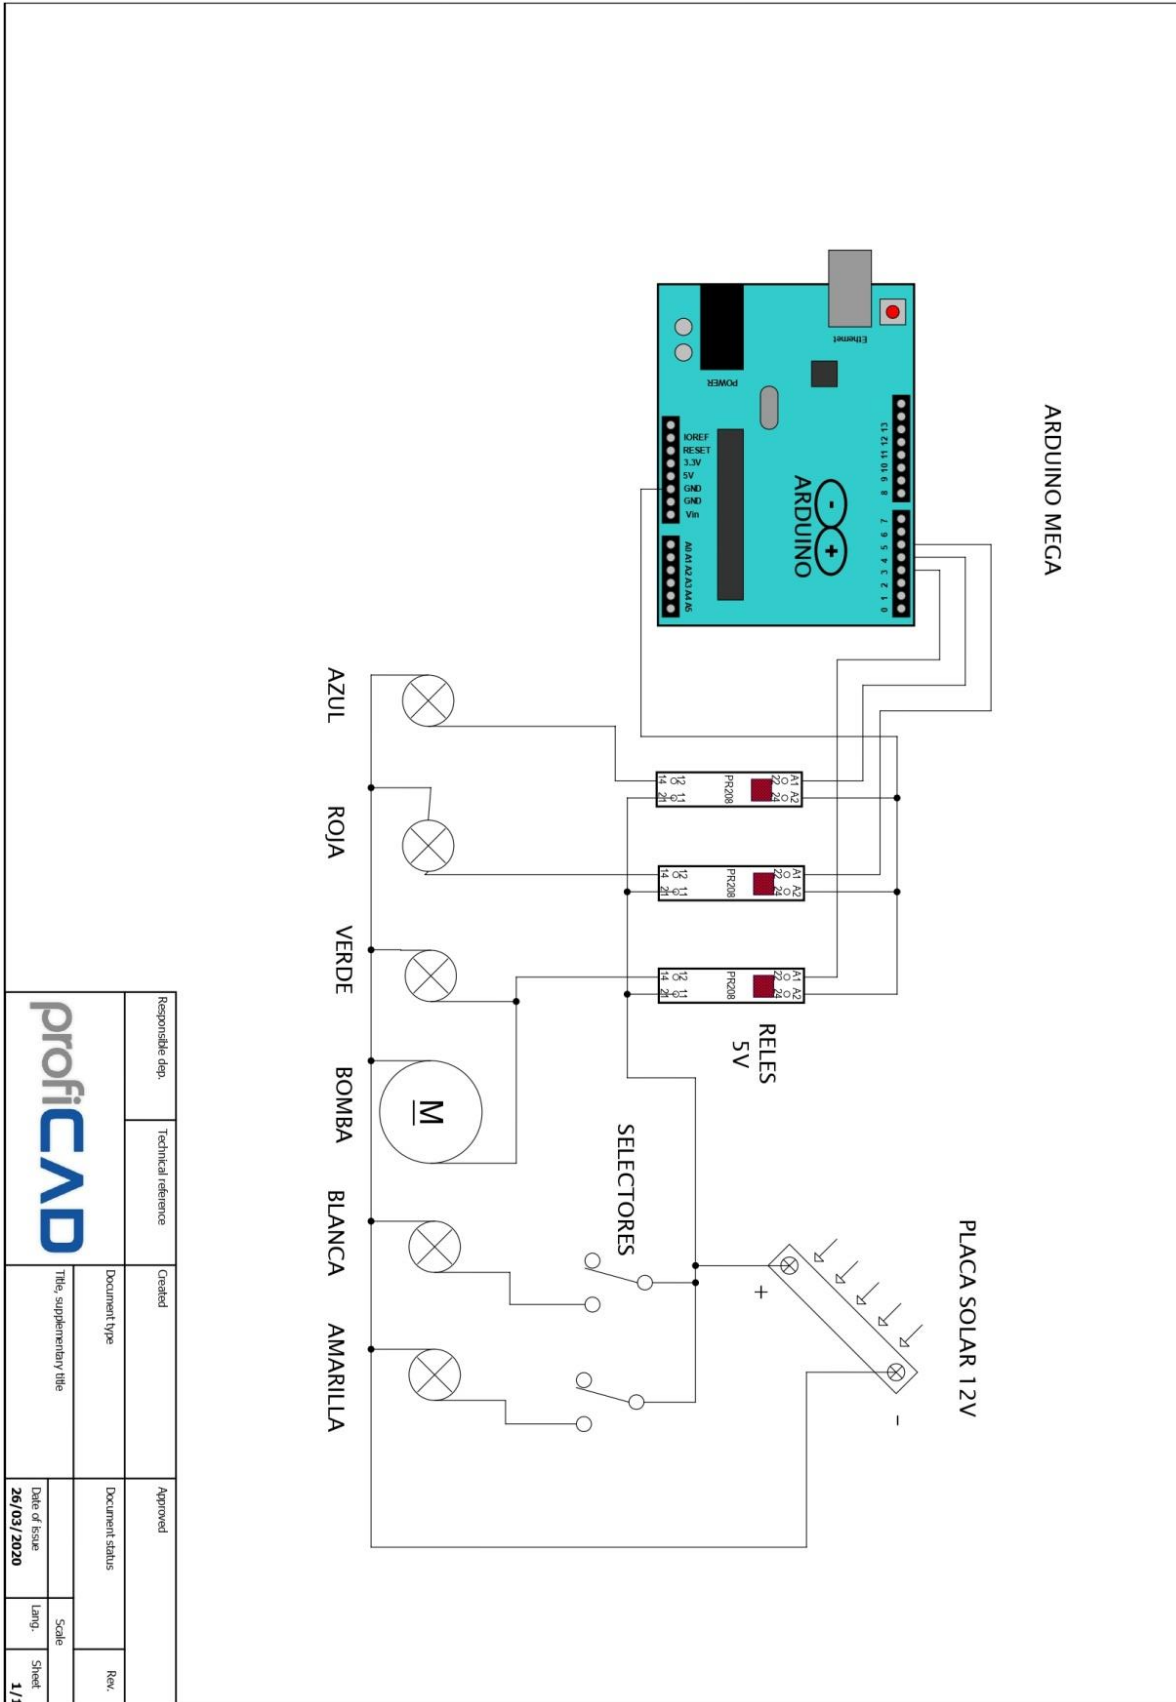 ARDUINO MEGA
Ethernet
POWER
IOREF
RESET
3.3V
5V
GND
GND
Vin
A0 A1 A2 A3 A4 A5
13 12 11 10 9 8
7 6 5 4 3 2 1 0
- +
ARDUINO
A1 A2
22 24
PR208
12 11
14 21
A1 A2
22 24
PR208
12 11
14 21
A1 A2
22 24
PR208
12 11
14 21
RELES
5V
PLACA SOLAR 12V
+
-
SELECTORES
M
AZUL
ROJA
VERDE
BOMBA
BLANCA
AMARILLA
Responsible dep.
Technical reference
Created
Approved
profiCAD
Document type
Document status
Title, supplementary title
Rev.
Date of issue
26/03/2020
Scale
Lang.
Sheet